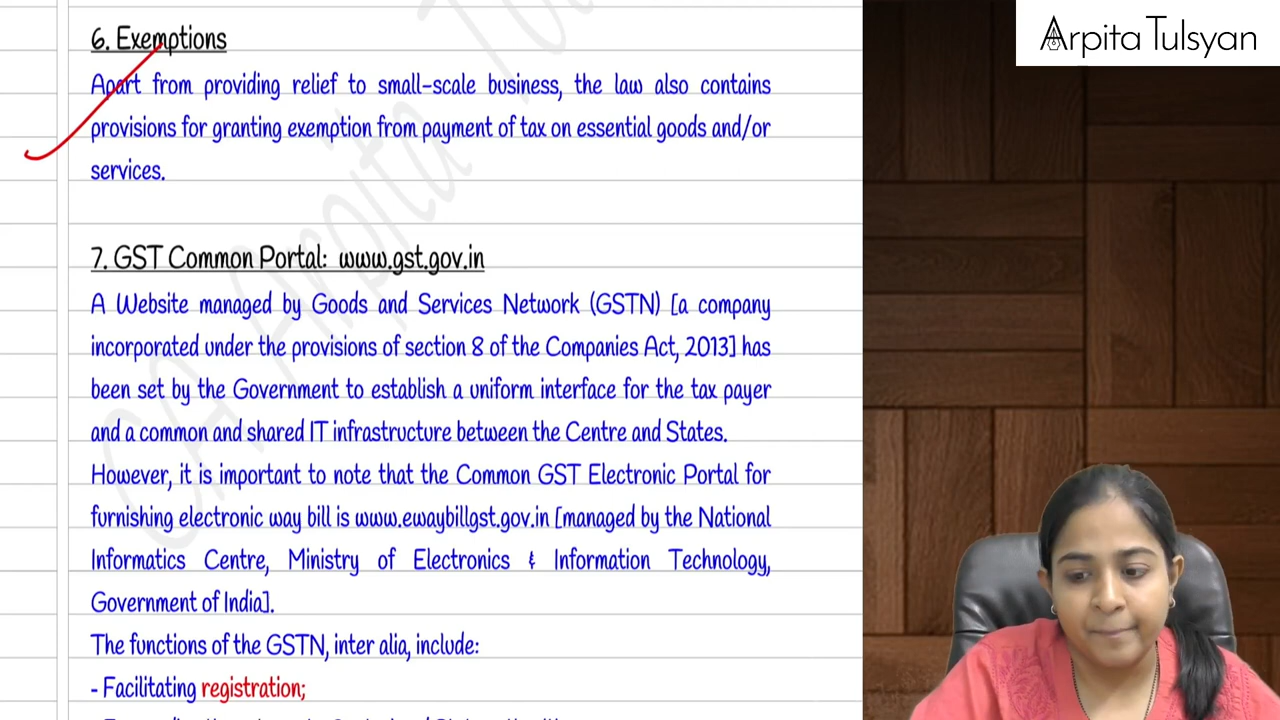 Arpita Tulsyan
6. Exemptions
Apart from providing relief to small-scale business, the law also contains
provisions for granting exemption from payment of tax on essential goods and/or
services.
7. GST Common Portal: www.gst.gov.in
A Website managed by Goods and Services Network (GSTN) [a company
incorporated under the provisions of section 8 of the Companies Act, 2013] has
been set by the Government to establish a uniform interface for the tax payer
and a common and shared IT infrastructure between the Centre and States.
However, it is important to note that the Common GST Electronic Portal for
furnishing electronic way bill is www.ewaybillgst.gov.in [managed by the National
Informatics Centre, Ministry of Electronics & Information Technology,
Government of India].
The functions of the GSTN, inter alia, include:
- Facilitating registration;
CA Arpita